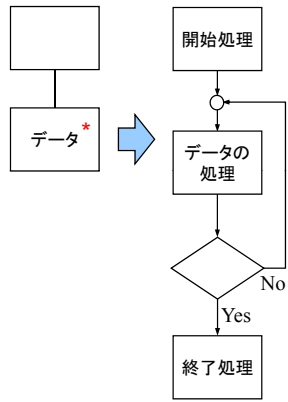 開始処理
データ*
データの
処理
No
Yes
終了処理